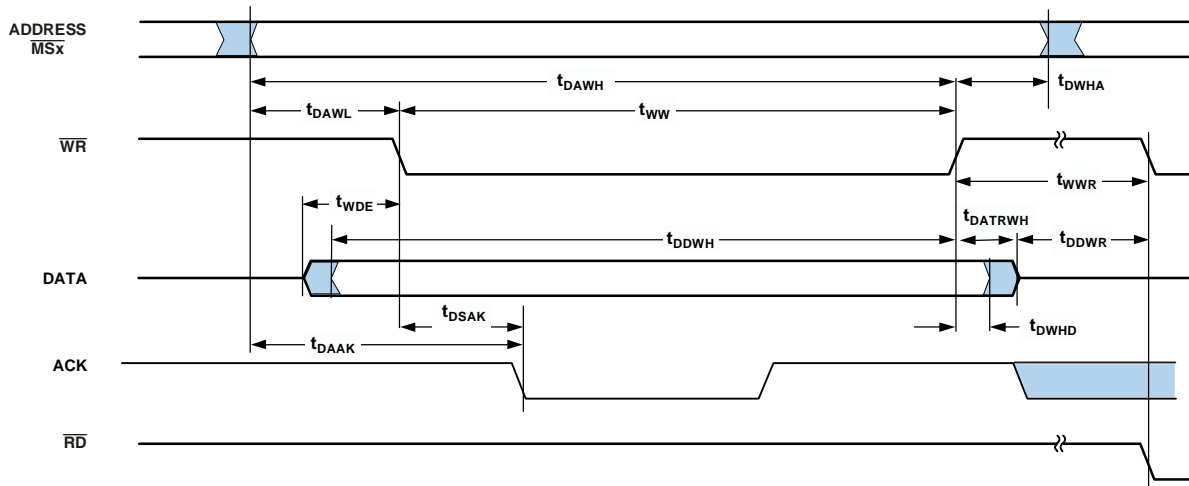 ADDRESS
MSx
tDAWH
tDWHA
tDAWL
tWW
WR
tWWR
tWDE
tDATRWH
tDDWH
tDDWR
DATA
tDSAK
tDWHD
tDAAK
ACK
RD